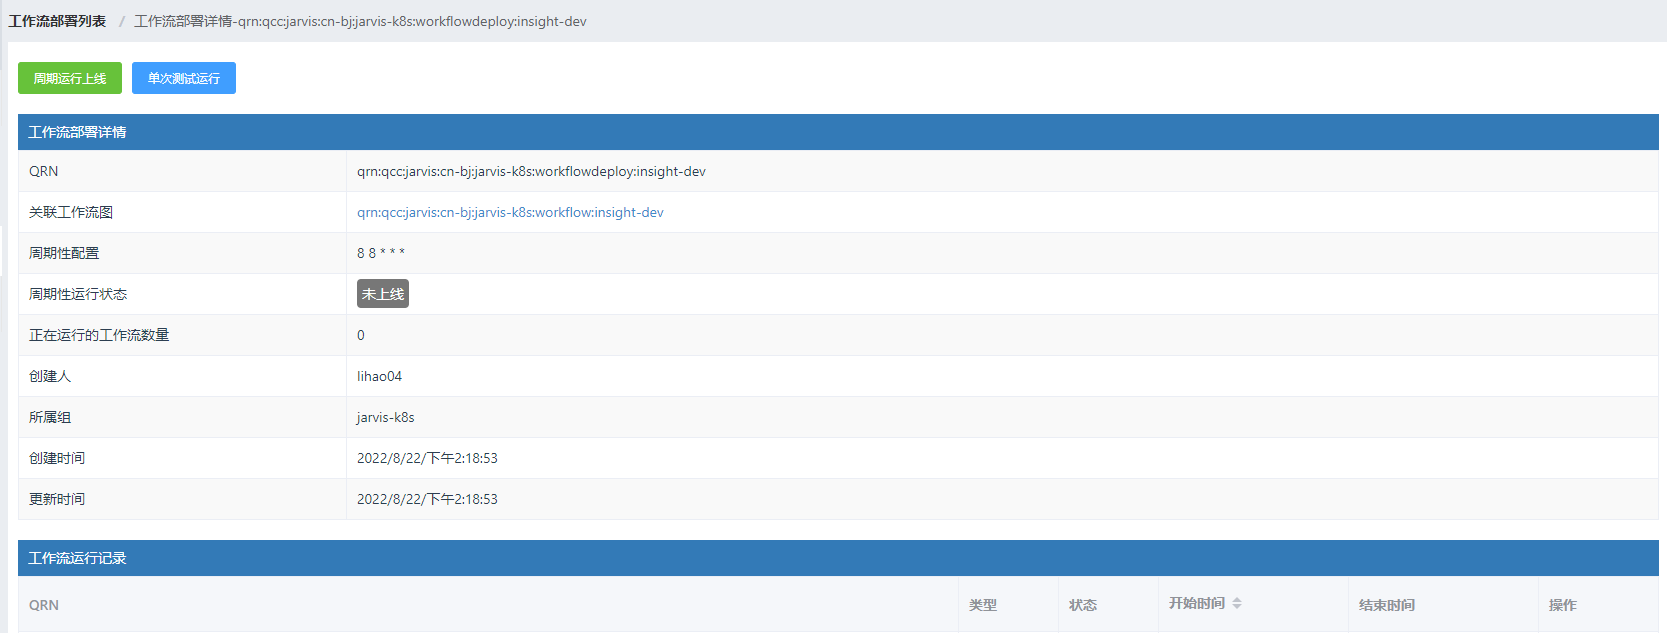 工作流部署列表 / 工作流部署详情-qrn:qcc:jarvis:cn-bj:jarvis-k8s:workflowdeploy:insight-dev
周期运行上线 单次测试运行
工作流部署详情
QRN qrn:qcc:jarvis:cn-bj:jarvis-k8s:workflowdeploy:insight-dev
关联工作流图 qrn:qcc:jarvis:cn-bj:jarvis-k8s:workflow:insight-dev
周期性配置 8 8 * * *
周期性运行状态 未上线
正在运行的工作流数量 0
创建人 lihao04
所属组 jarvis-k8s
创建时间 2022/8/22/下午2:18:53
更新时间 2022/8/22/下午2:18:53
工作流运行记录
QRN 类型 状态 开始时间 结束时间 操作